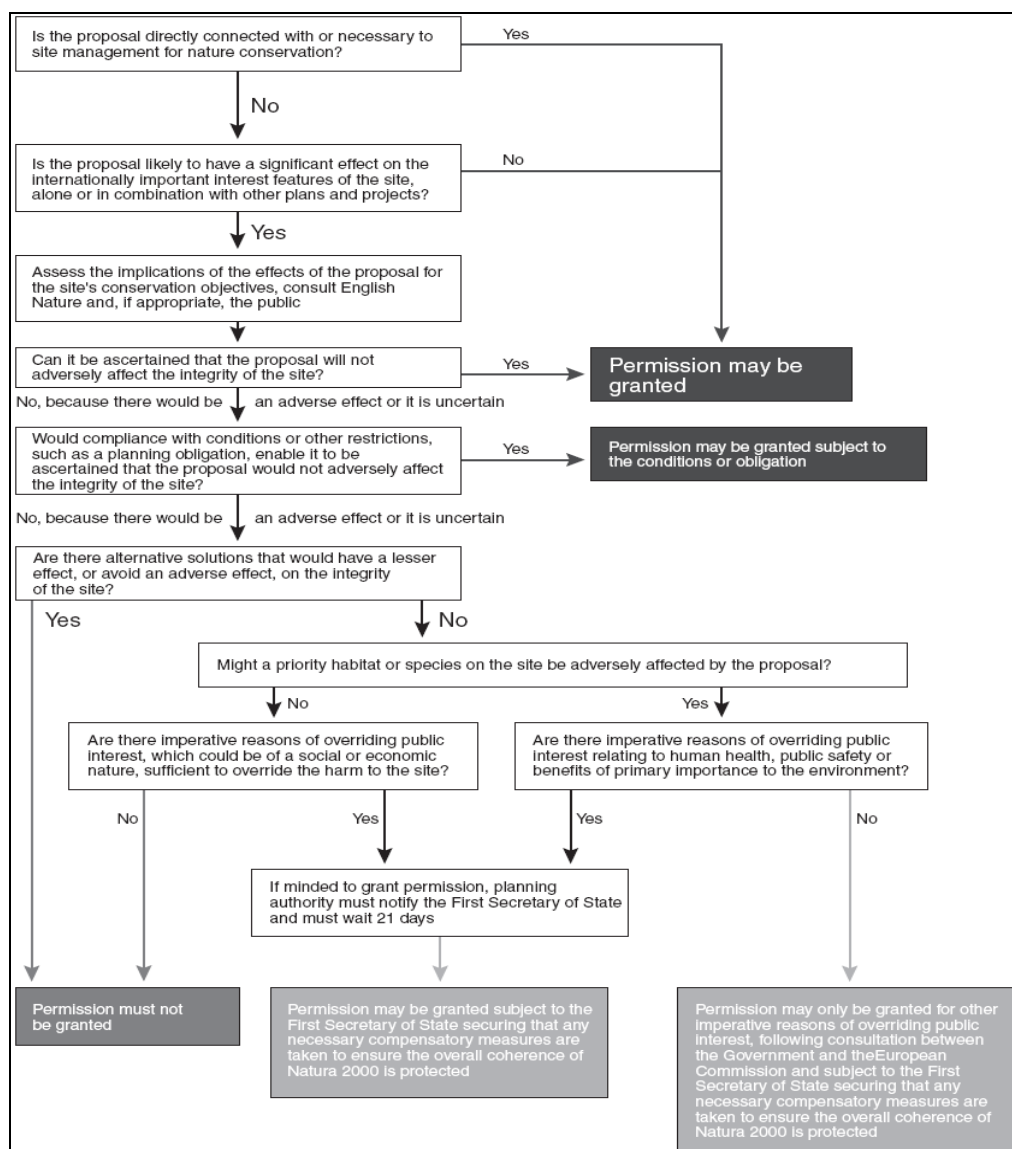 Is the proposal directly connected with or necessary to
site management for nature conservation?
Yes
No
Is the proposal likely to have a significant effect on the
internationally important interest features of the site,
alone or in combination with other plans and projects?
No
Yes
Assess the implications of the effects of the proposal for
the site's conservation objectives, consult English
Nature and, if appropriate, the public
Can it be ascertained that the proposal will not
adversely affect the integrity of the site?
Yes
Permission may be
granted
No, because there would be an adverse effect or it is uncertain
Would compliance with conditions or other restrictions,
such as a planning obligation, enable it to be
ascertained that the proposal would not adversely affect
the integrity of the site?
Yes
Permission may be granted subject to
the conditions or obligation
No, because there would be an adverse effect or it is uncertain
Are there alternative solutions that would have a lesser
effect, or avoid an adverse effect, on the integrity
of the site?
Yes
No
Might a priority habitat or species on the site be adversely affected by the proposal?
No
Yes
Are there imperative reasons of overriding public
interest, which could be of a social or economic
nature, sufficient to override the harm to the site?
Are there imperative reasons of overriding public
interest relating to human health, public safety or
benefits of primary importance to the environment?
No
Yes
Yes
No
If minded to grant permission, planning
authority must notify the First Secretary of State
and must wait 21 days
Permission must not
be granted
Permission may be granted subject to the
First Secretary of State securing that any
necessary compensatory measures are
taken to ensure the overall coherence of
Natura 2000 is protected
Permission may only be granted for other
imperative reasons of overriding public
interest, following consultation between
the Government and theEuropean
Commission and subject to the First
Secretary of State securing that any
necessary compensatory measures are
taken to ensure the overall coherence of
Natura 2000 is protected